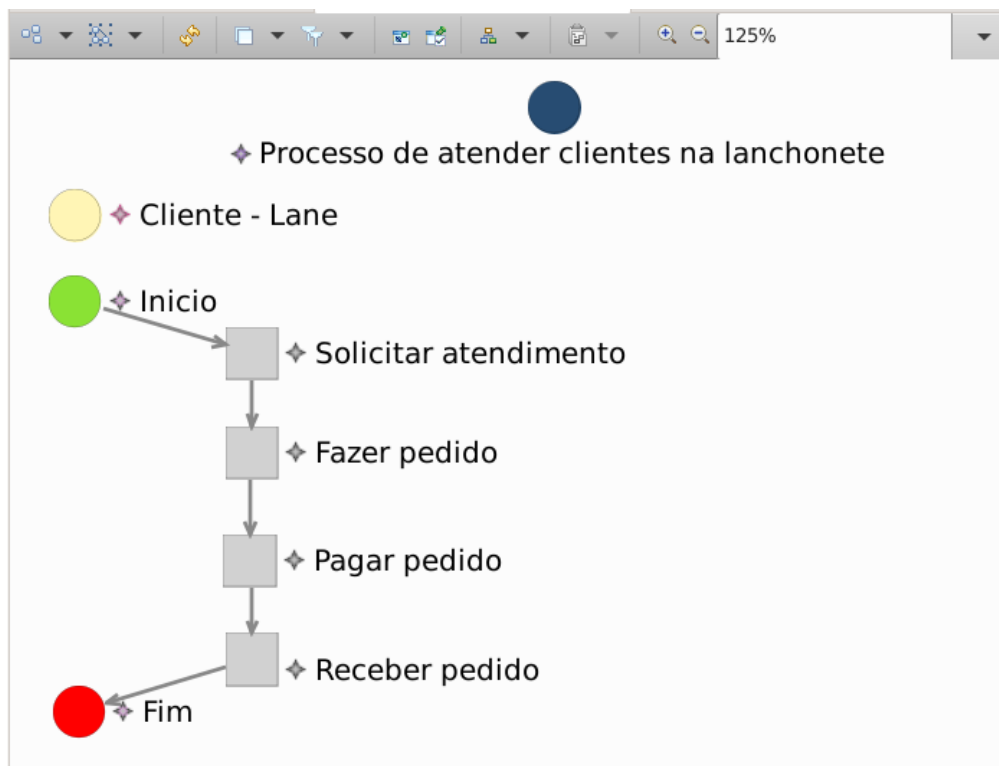 125%
Processo de atender clientes na lanchonete
Cliente - Lane
Inicio
Solicitar atendimento
Fazer pedido
Pagar pedido
Receber pedido
Fim